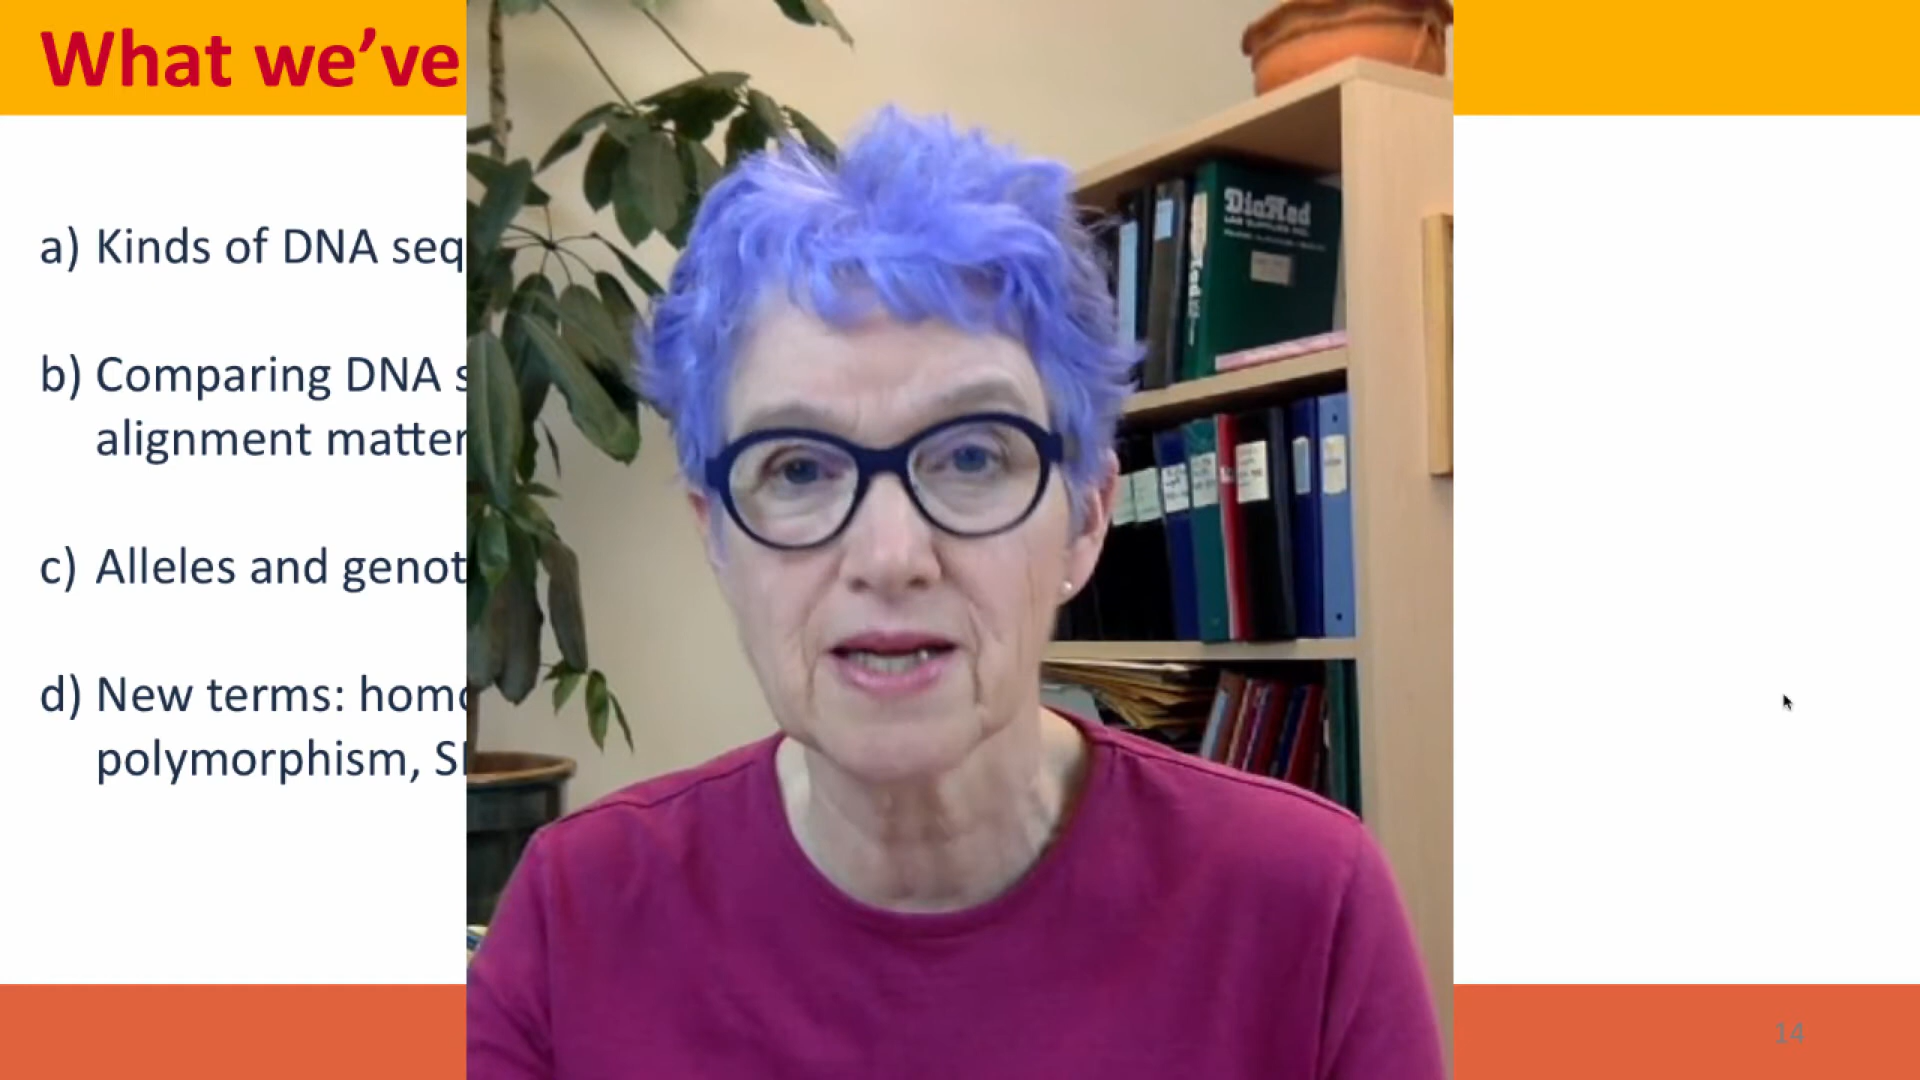 What we've
a) Kinds of DNA seq
b) Comparing DNA s
alignment matter
c) Alleles and genot
d) New terms: homo
polymorphism, S
DiaMed
14